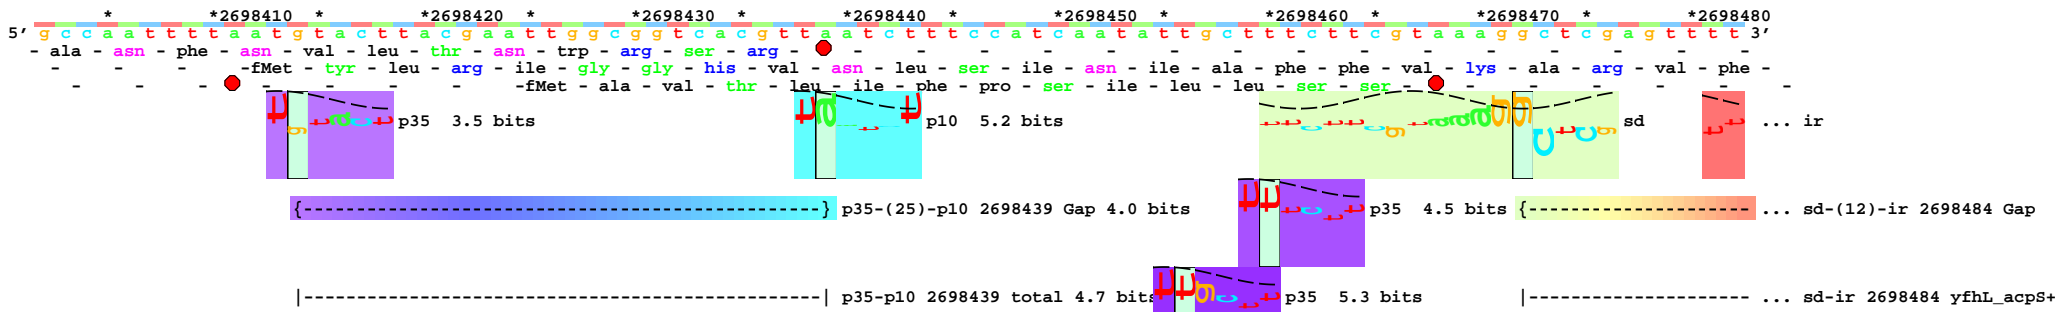 * *2698410 * *2698420 * *2698430 * *2698440 * *2698450 * *2698460 * *2698470 * *2698480
5' g c c a a t t t t a a t g t a c t t a c g a a t t g g c g g t c a c g t t a a t c t t t c c a t c a a t a t t g c t t t c t t c g t a a a g g c t c g a g t t t t 3'
- ala - asn - phe - asn - val - leu - thr - asn - trp - arg - ser - arg - - - - - - - - - - - - - - -
- - - -fMet - tyr - leu - arg - ile - gly - gly - his - val - asn - leu - ser - ile - asn - ile - ala - phe - phe - val - lys - ala - arg - val - phe -
- - - - - - - -fMet - ala - val - thr - leu - ile - phe - pro - ser - ile - leu - leu - ser - ser - - - - - - -
t g t a c t p35 3.5 bits t a t c t t p10 5.2 bits t t c t t c g t a a a g g c t c g sd t t ... ir
{-------------------------------------------------} p35-(25)-p10 2698439 Gap 4.0 bits t t t c t t p35 4.5 bits {--------------------- ... sd-(12)-ir 2698484 Gap
|-------------------------------------------------| p35-p10 2698439 total 4.7 bits t t g c t t p35 5.3 bits |--------------------- ... sd-ir 2698484 yfhL_acpS+